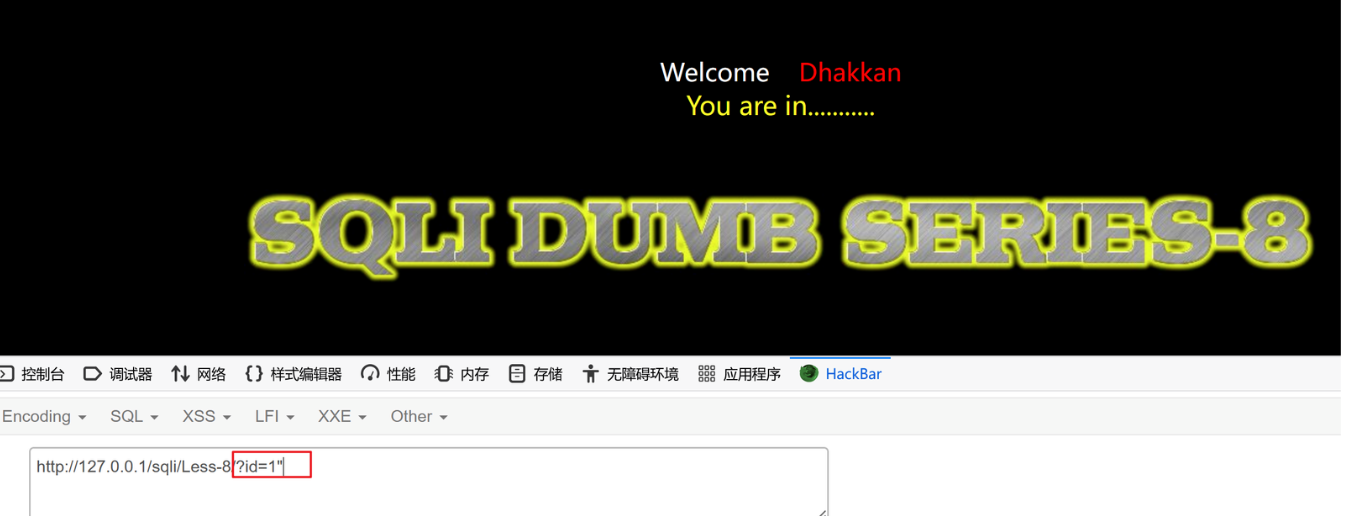 Welcome Dhakkan
You are in...........
SQLI DUMB SERIES-8
控制台 调试器 网络 样式编辑器 性能 内存 存储 无障碍环境 应用程序 HackBar
Encoding SQL XSS LFI XXE Other
http://127.0.0.1/sqli/Less-8/?id=1"